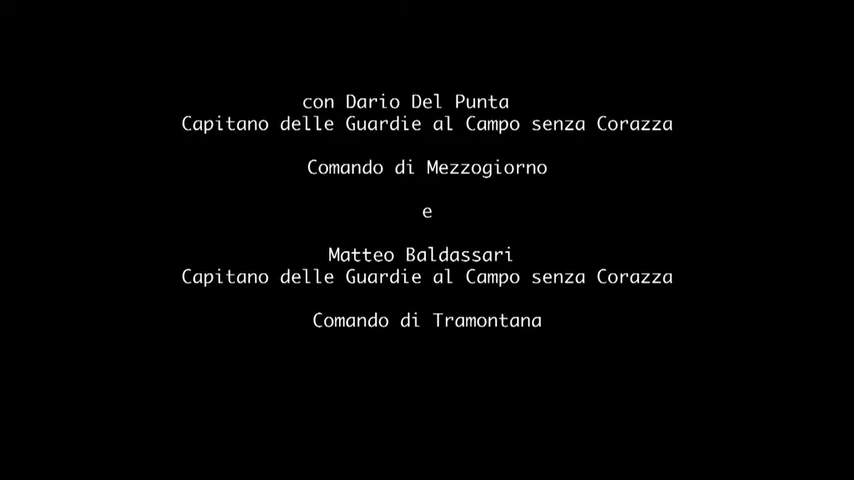 con Dario Del Punta
Capitano delle Guardie al Campo senza Corazza
Comando di Mezzogiorno
e
Matteo Baldassari
Capitano delle Guardie al Campo senza Corazza
Comando di Tramontana